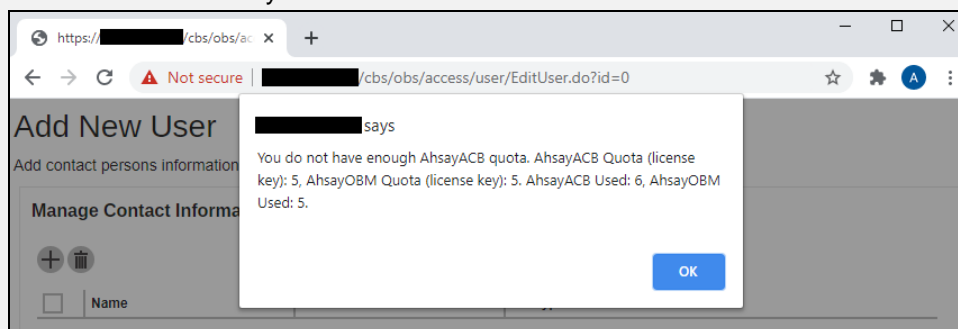 https:// /cbs/obs/ac
Not secure | /cbs/obs/access/user/EditUser.do?id=0
A
Add New User
says
Add contact persons information
You do not have enough AhsayACB quota. AhsayACB Quota (license
key): 5, AhsayOBM Quota (license key): 5. AhsayACB Used: 6, AhsayOBM
Used: 5.
Manage Contact Informa
OK
Name